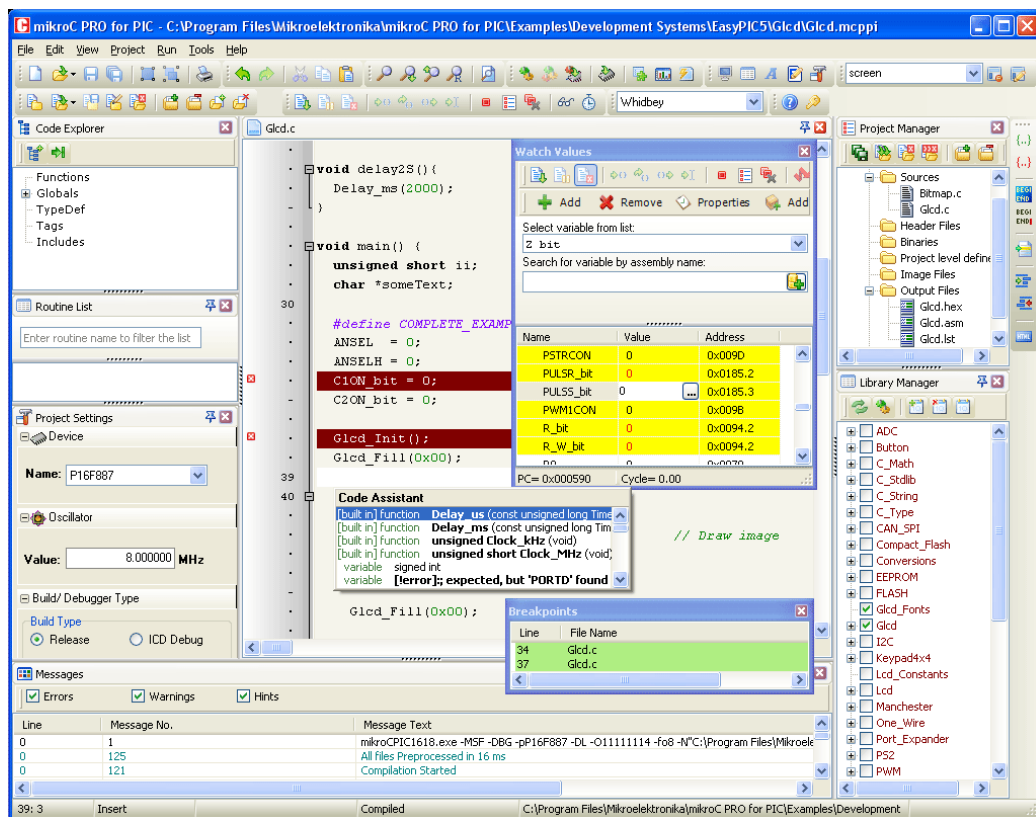 mikroC PRO for PIC - C:\Program Files\Mikroelektronika\mikroC PRO for PIC\Examples\Development Systems\EasyPIC5\Glcd\Glcd.mcppi
File Edit View Project Run Tools Help
screen
Whidbey
Code Explorer
Functions
Globals
TypeDef
Tags
Includes
Routine List
Enter routine name to filter the list
Project Settings
Device
Name: P16F887
Oscillator
Value: 8.000000 MHz
Build/ Debugger Type
Build Type
Release ICD Debug
Glcd.c
void delay2S(){
Delay_ms(2000);
}
void main() {
unsigned short ii;
char *someText;
30
#define COMPLETE_EXAMP
ANSEL = 0;
ANSELH = 0;
C1ON_bit = 0;
C2ON_bit = 0;
Glcd_Init();
Glcd_Fill(0x00);
39
40
// Draw image
Glcd_Fill(0x00);
Code Assistant
[built in] function Delay_us (const unsigned long Time
[built in] function Delay_ms (const unsigned long Tim
[built in] function unsigned Clock_kHz (void)
[built in] function unsigned short Clock_MHz (void)
variable signed int
variable [!error]:; expected, but 'PORTD' found
Watch Values
Add Remove Properties Add
Select variable from list:
Z bit
Search for variable by assembly name:
Name Value Address
PSTRCON 0 0x009D
PULSR_bit 0 0x0185.2
PULSS_bit 0 ... 0x0185.3
PWM1CON 0 0x009B
R_bit 0 0x0094.2
R_W_bit 0 0x0094.2
PC= 0x000590 Cycle= 0.00
Breakpoints
Line File Name
34 Glcd.c
37 Glcd.c
Project Manager
Sources
Bitmap.c
Glcd.c
Header Files
Binaries
Project level define
Image Files
Output Files
Glcd.hex
Glcd.asm
Glcd.lst
Library Manager
ADC
Button
C_Math
C_Stdlib
C_String
C_Type
CAN_SPI
Compact_Flash
Conversions
EEPROM
FLASH
Glcd_Fonts
Glcd
I2C
Keypad4x4
Lcd_Constants
Lcd
Manchester
One_Wire
Port_Expander
PS2
PWM
{..}
{..}
BEGI
END
BEGI
END
HTML
Messages
Errors Warnings Hints
Line Message No. Message Text
0 1 mikroCPIC1618.exe -MSF -DBG -pP16F887 -DL -O11111114 -fo8 -N"C:\Program Files\Mikroele
0 125 All files Preprocessed in 16 ms
0 121 Compilation Started
39: 3 Insert Compiled C:\Program Files\Mikroelektronika\mikroC PRO for PIC\Examples\Development